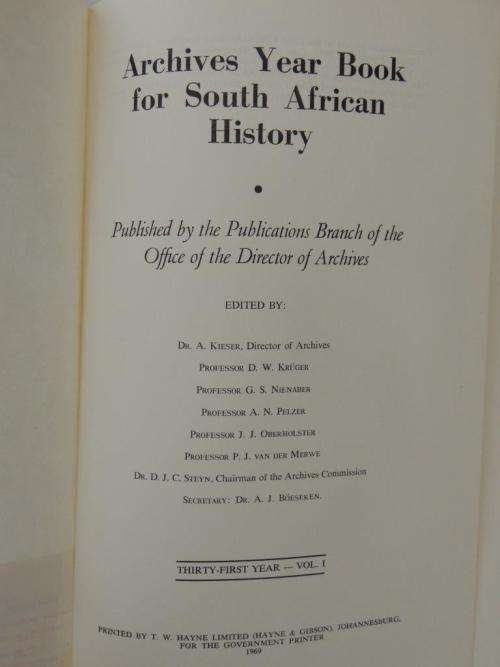 Archives Year Book
for South African
History
•
Published by the Publications Branch of the
Office of the Director of Archives
EDITED BY:
DR. A. KIESER, Director of Archives
PROFESSOR D. W. KRÜGER
PROFESSOR G. S. NIENABER
PROFESSOR A. N. PELZER
PROFESSOR J. J. OBERHOLSTER
PROFESSOR P. J. VAN DER MERWE
DR. D. J. C. STEYN, Chairman of the Archives Commission
SECRETARY: DR. A. J. BÖESEKEN.
THIRTY-FIRST YEAR — VOL. I
PRINTED BY T. W. HAYNE LIMITED (HAYNE & GIBSON), JOHANNESBURG,
FOR THE GOVERNMENT PRINTER
1969